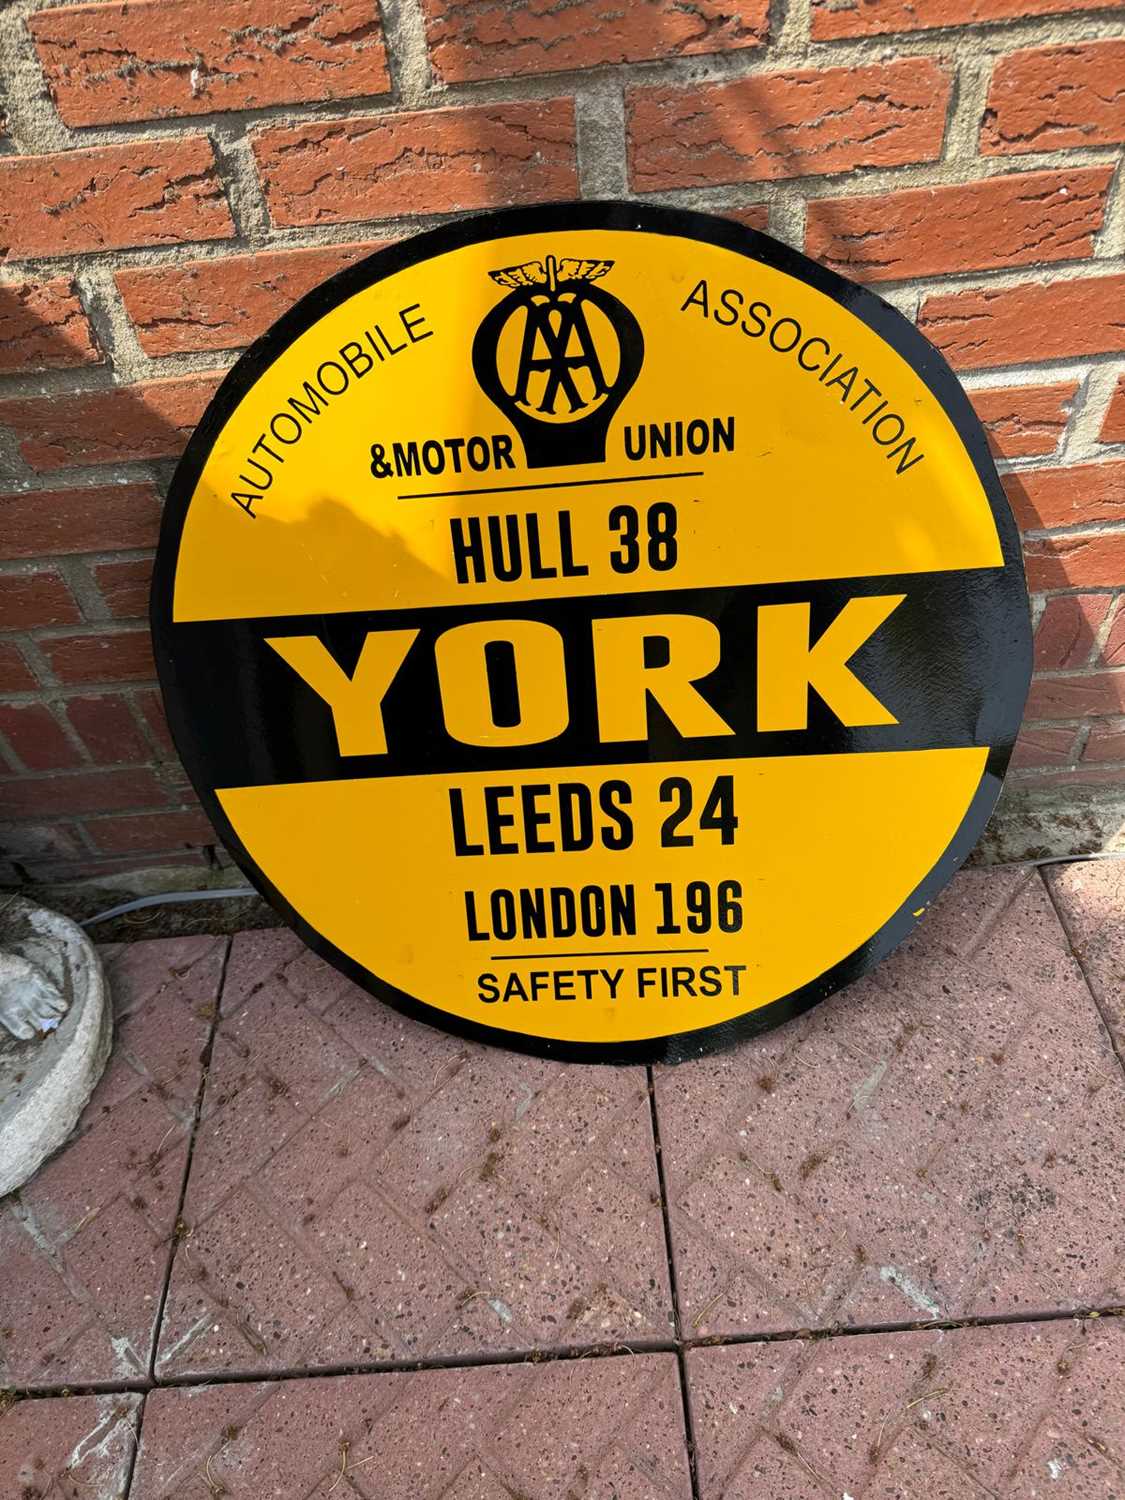 AUTOMOBILE ASSOCIATION
AA
&MOTOR UNION
HULL 38
YORK
LEEDS 24
LONDON 196
SAFETY FIRST